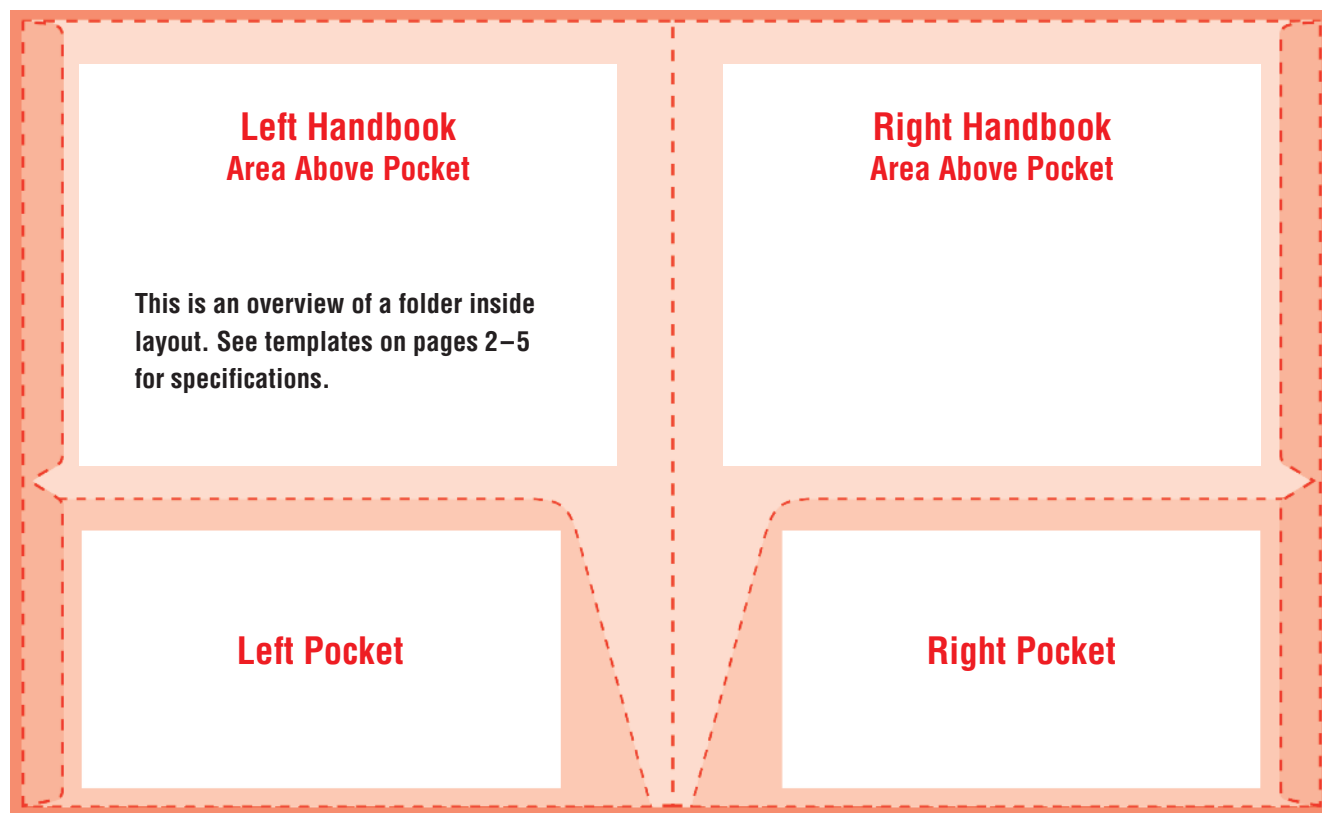 Left Handbook
Area Above Pocket
This is an overview of a folder inside
layout. See templates on pages 2–5
for specifications.
Right Handbook
Area Above Pocket
Left Pocket
Right Pocket